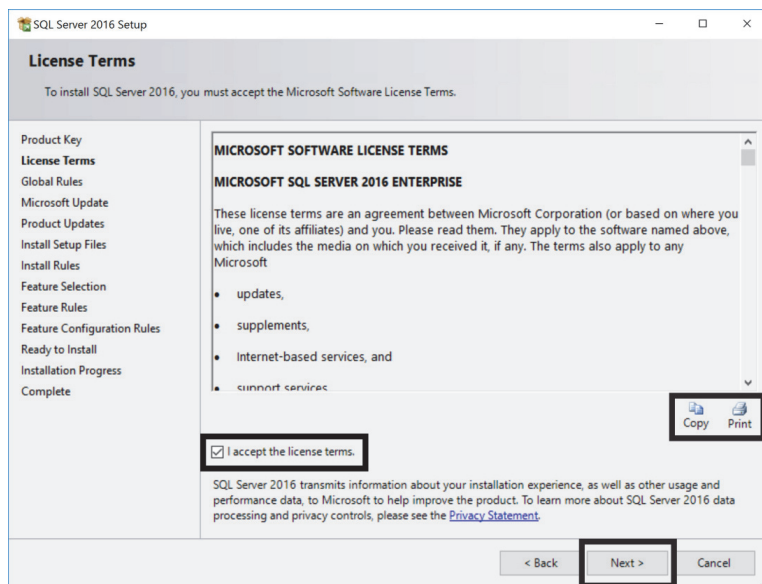 SQL Server 2016 Setup
License Terms
To install SQL Server 2016, you must accept the Microsoft Software License Terms.
Product Key
License Terms
Global Rules
Microsoft Update
Product Updates
Install Setup Files
Install Rules
Feature Selection
Feature Rules
Feature Configuration Rules
Ready to Install
Installation Progress
Complete
MICROSOFT SOFTWARE LICENSE TERMS
MICROSOFT SQL SERVER 2016 ENTERPRISE
These license terms are an agreement between Microsoft Corporation (or based on where you
live, one of its affiliates) and you. Please read them. They apply to the software named above,
which includes the media on which you received it, if any. The terms also apply to any
Microsoft
• updates,
• supplements,
• Internet-based services, and
• support services
Copy Print
I accept the license terms.
SQL Server 2016 transmits information about your installation experience, as well as other usage and
performance data, to Microsoft to help improve the product. To learn more about SQL Server 2016 data
processing and privacy controls, please see the Privacy Statement.
< Back Next > Cancel